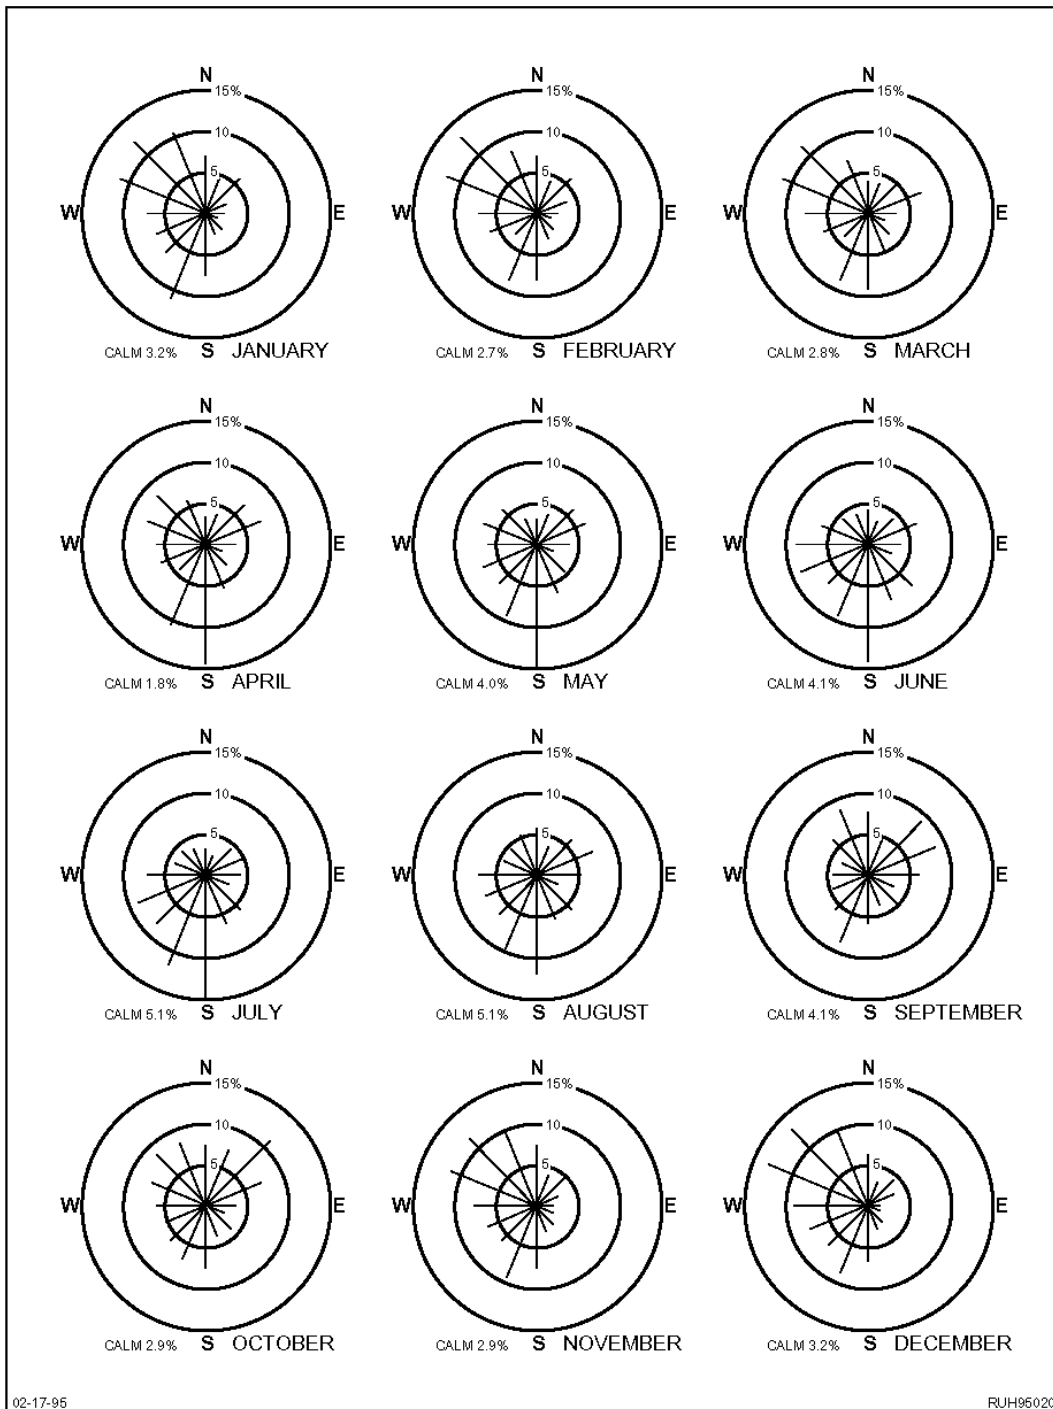 N N N
15% 15% 15%
10 10 10
5 5 5
W E W E W E
CALM 3.2% S JANUARY CALM 2.7% S FEBRUARY CALM 2.8% S MARCH
N N N
15% 15% 15%
10 10 10
5 5 5
W E W E W E
CALM 1.8% S APRIL CALM 4.0% S MAY CALM 4.1% S JUNE
N N N
15% 15% 15%
10 10 10
5 5 5
W E W E W E
CALM 5.1% S JULY CALM 5.1% S AUGUST CALM 4.1% S SEPTEMBER
N N N
15% 15% 15%
10 10 10
5 5 5
W E W E W E
CALM 2.9% S OCTOBER CALM 2.9% S NOVEMBER CALM 3.2% S DECEMBER
02-17-95 RUH95020